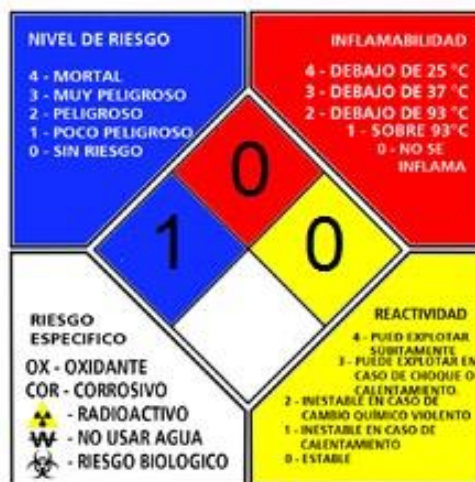 NIVEL DE RIESGO
4 - MORTAL
3 - MUY PELIGROSO
2 - PELIGROSO
1 - POCO PELIGROSO
0 - SIN RIESGO
INFLAMABILIDAD
4 - DEBAJO DE 25 °C
3 - DEBAJO DE 37 °C
2 - DEBAJO DE 93 °C
1 - SOBRE 93°C
0 - NO SE
INFLAMA
0
1
0
RIESGO
ESPECIFICO
OX - OXIDANTE
COR - CORROSIVO
- RADIOACTIVO
W - NO USAR AGUA
- RIESGO BIOLOGICO
REACTIVIDAD
4 - PUED EXPLOTAR
SÚBITAMENTE
3 - PUEDE EXPLOTAR EN
CASO DE CHOQUE O
CALENTAMIENTO.
2 - INESTABLE EN CASO DE
CAMBIO QUÍMICO VIOLENTO
1 - INESTABLE EN CASO DE
CALENTAMIENTO
0 - ESTABLE